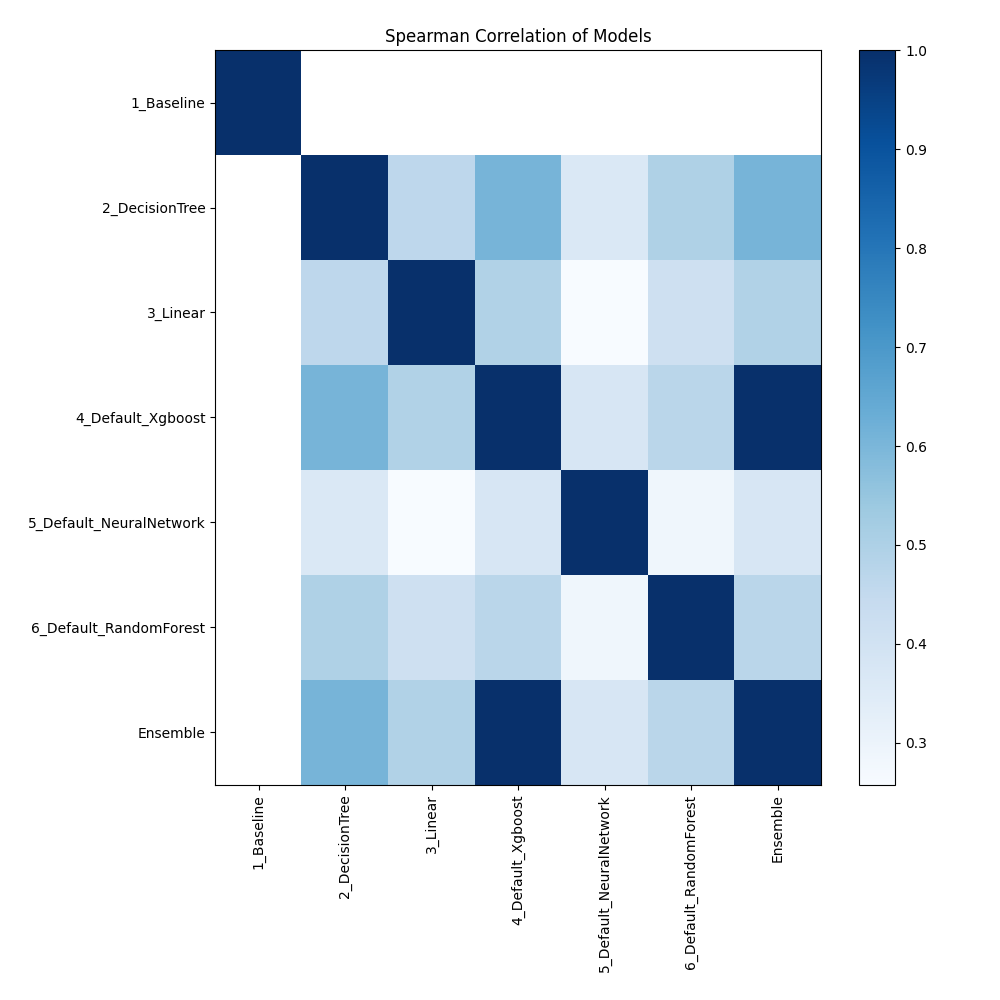 Spearman Correlation of Models
1_Baseline
2_DecisionTree
3_Linear
4_Default_Xgboost
5_Default_NeuralNetwork
6_Default_RandomForest
Ensemble
1_Baseline
2_DecisionTree
3_Linear
4_Default_Xgboost
5_Default_NeuralNetwork
6_Default_RandomForest
Ensemble
1.0
0.9
0.8
0.7
0.6
0.5
0.4
0.3